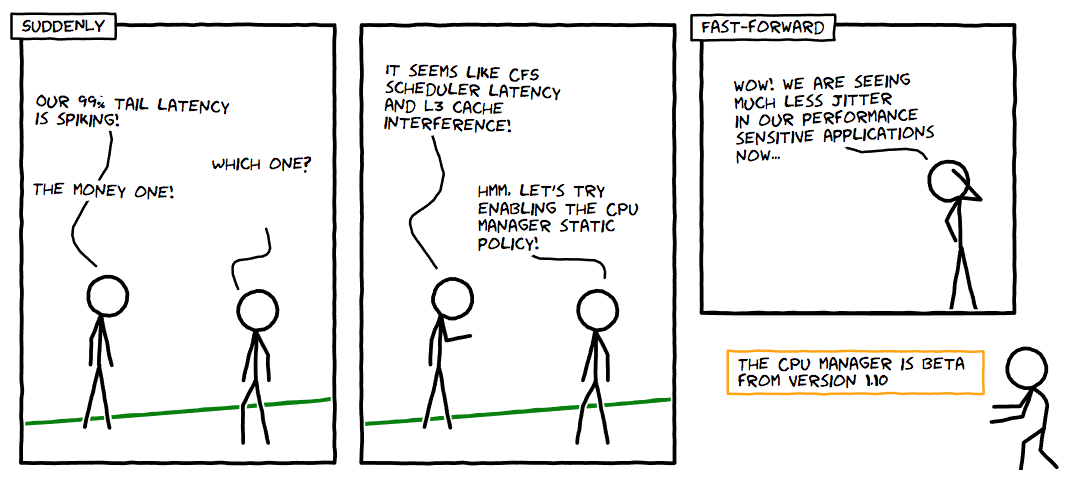 SUDDENLY
OUR 99% TAIL LATENCY
IS SPIKING!
WHICH ONE?
THE MONEY ONE!
IT SEEMS LIKE CFS
SCHEDULER LATENCY
AND L3 CACHE
INTERFERENCE!
HMM, LET'S TRY
ENABLING THE CPU
MANAGER STATIC
POLICY!
FAST-FORWARD
WOW! WE ARE SEEING
MUCH LESS JITTER
IN OUR PERFORMANCE
SENSITIVE APPLICATIONS
NOW...
THE CPU MANAGER IS BETA
FROM VERSION 1.10